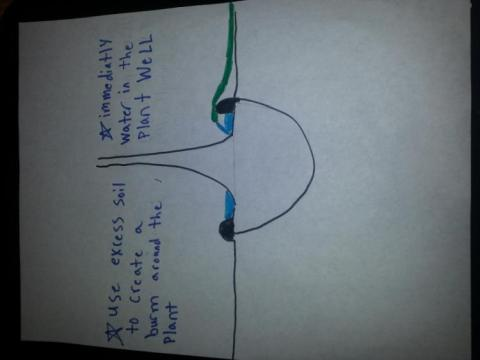 ☆ Use excess soil
to create a
burm around the
Plant
☆ immediatly
water in the
Plant WeLL